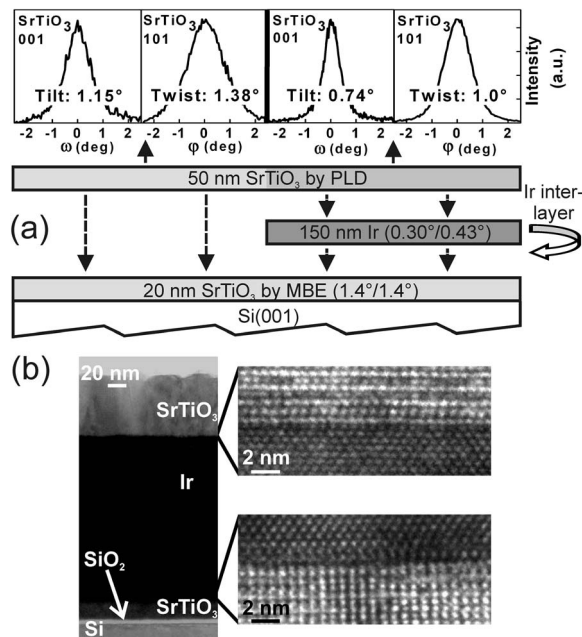 SrTiO₃ 001
SrTiO₃ 101
SrTiO₃ 001
SrTiO₃ 101
Tilt: 1.15°
Twist: 1.38°
Tilt: 0.74°
Twist: 1.0°
Intensity (a.u.)
-2 -1 0 1 2
-2 -1 0 1 2
-2 -1 0 1 2
-2 -1 0 1 2
ω (deg)
φ (deg)
ω (deg)
φ (deg)
50 nm SrTiO₃ by PLD
Ir inter-
layer
(a)
150 nm Ir (0.30°/0.43°)
20 nm SrTiO₃ by MBE (1.4°/1.4°)
Si(001)
(b)
20 nm
SrTiO₃
Ir
SiO₂
SrTiO₃
Si
2 nm
2 nm